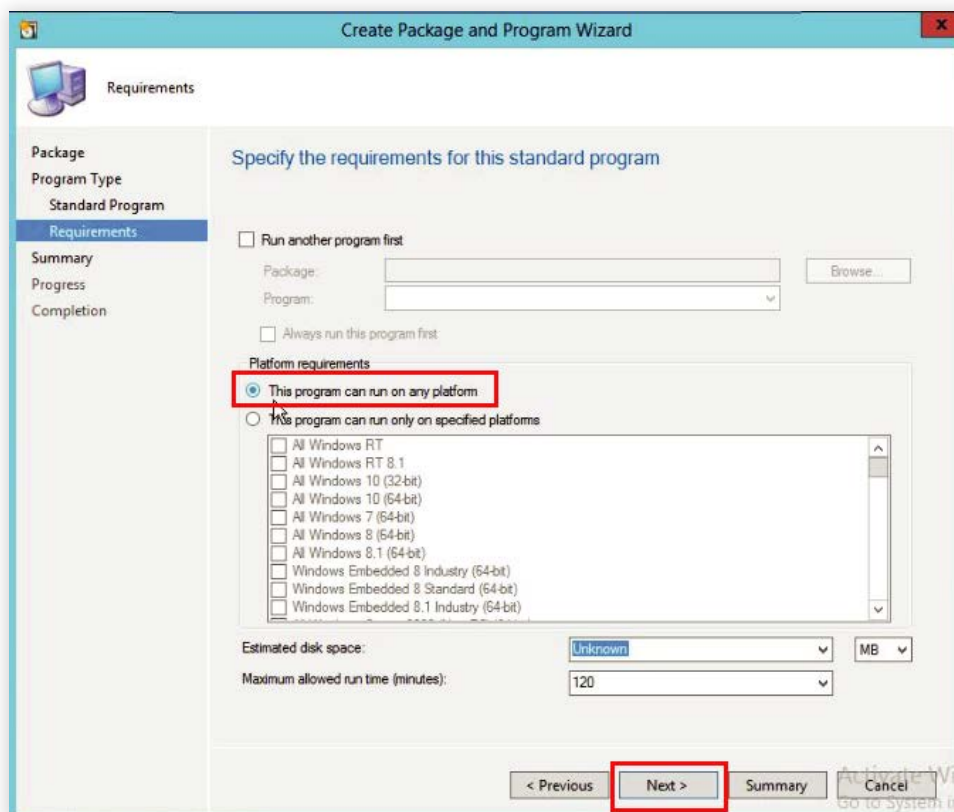 Create Package and Program Wizard
x
Requirements
Package
Program Type
Standard Program
Requirements
Summary
Progress
Completion
Specify the requirements for this standard program
Run another program first
Package:
Browse...
Program:
Always run this program first
Platform requirements
This program can run on any platform
This program can run only on specified platforms
All Windows RT
All Windows RT 8.1
All Windows 10 (32-bit)
All Windows 10 (64-bit)
All Windows 7 (64-bit)
All Windows 8 (64-bit)
All Windows 8.1 (64-bit)
Windows Embedded 8 Industry (64-bit)
Windows Embedded 8 Standard (64-bit)
Windows Embedded 8.1 Industry (64-bit)
Estimated disk space: Unknown MB
Maximum allowed run time (minutes): 120
< Previous Next > Summary Cancel
Activate Wi
Go to System i